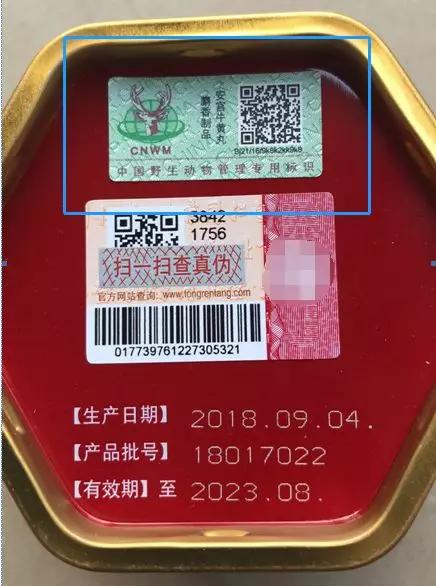 麝香制品
安宫牛黄丸
CNWM
中国野生动物管理专用标识
3842
1756
扫一扫查真伪
官方网站查询:www.tongrentang.com
01773976122730532​1
【生产日期】 2018.09.04.
【产品批号】 18017022
【有效期】至 2023.08.